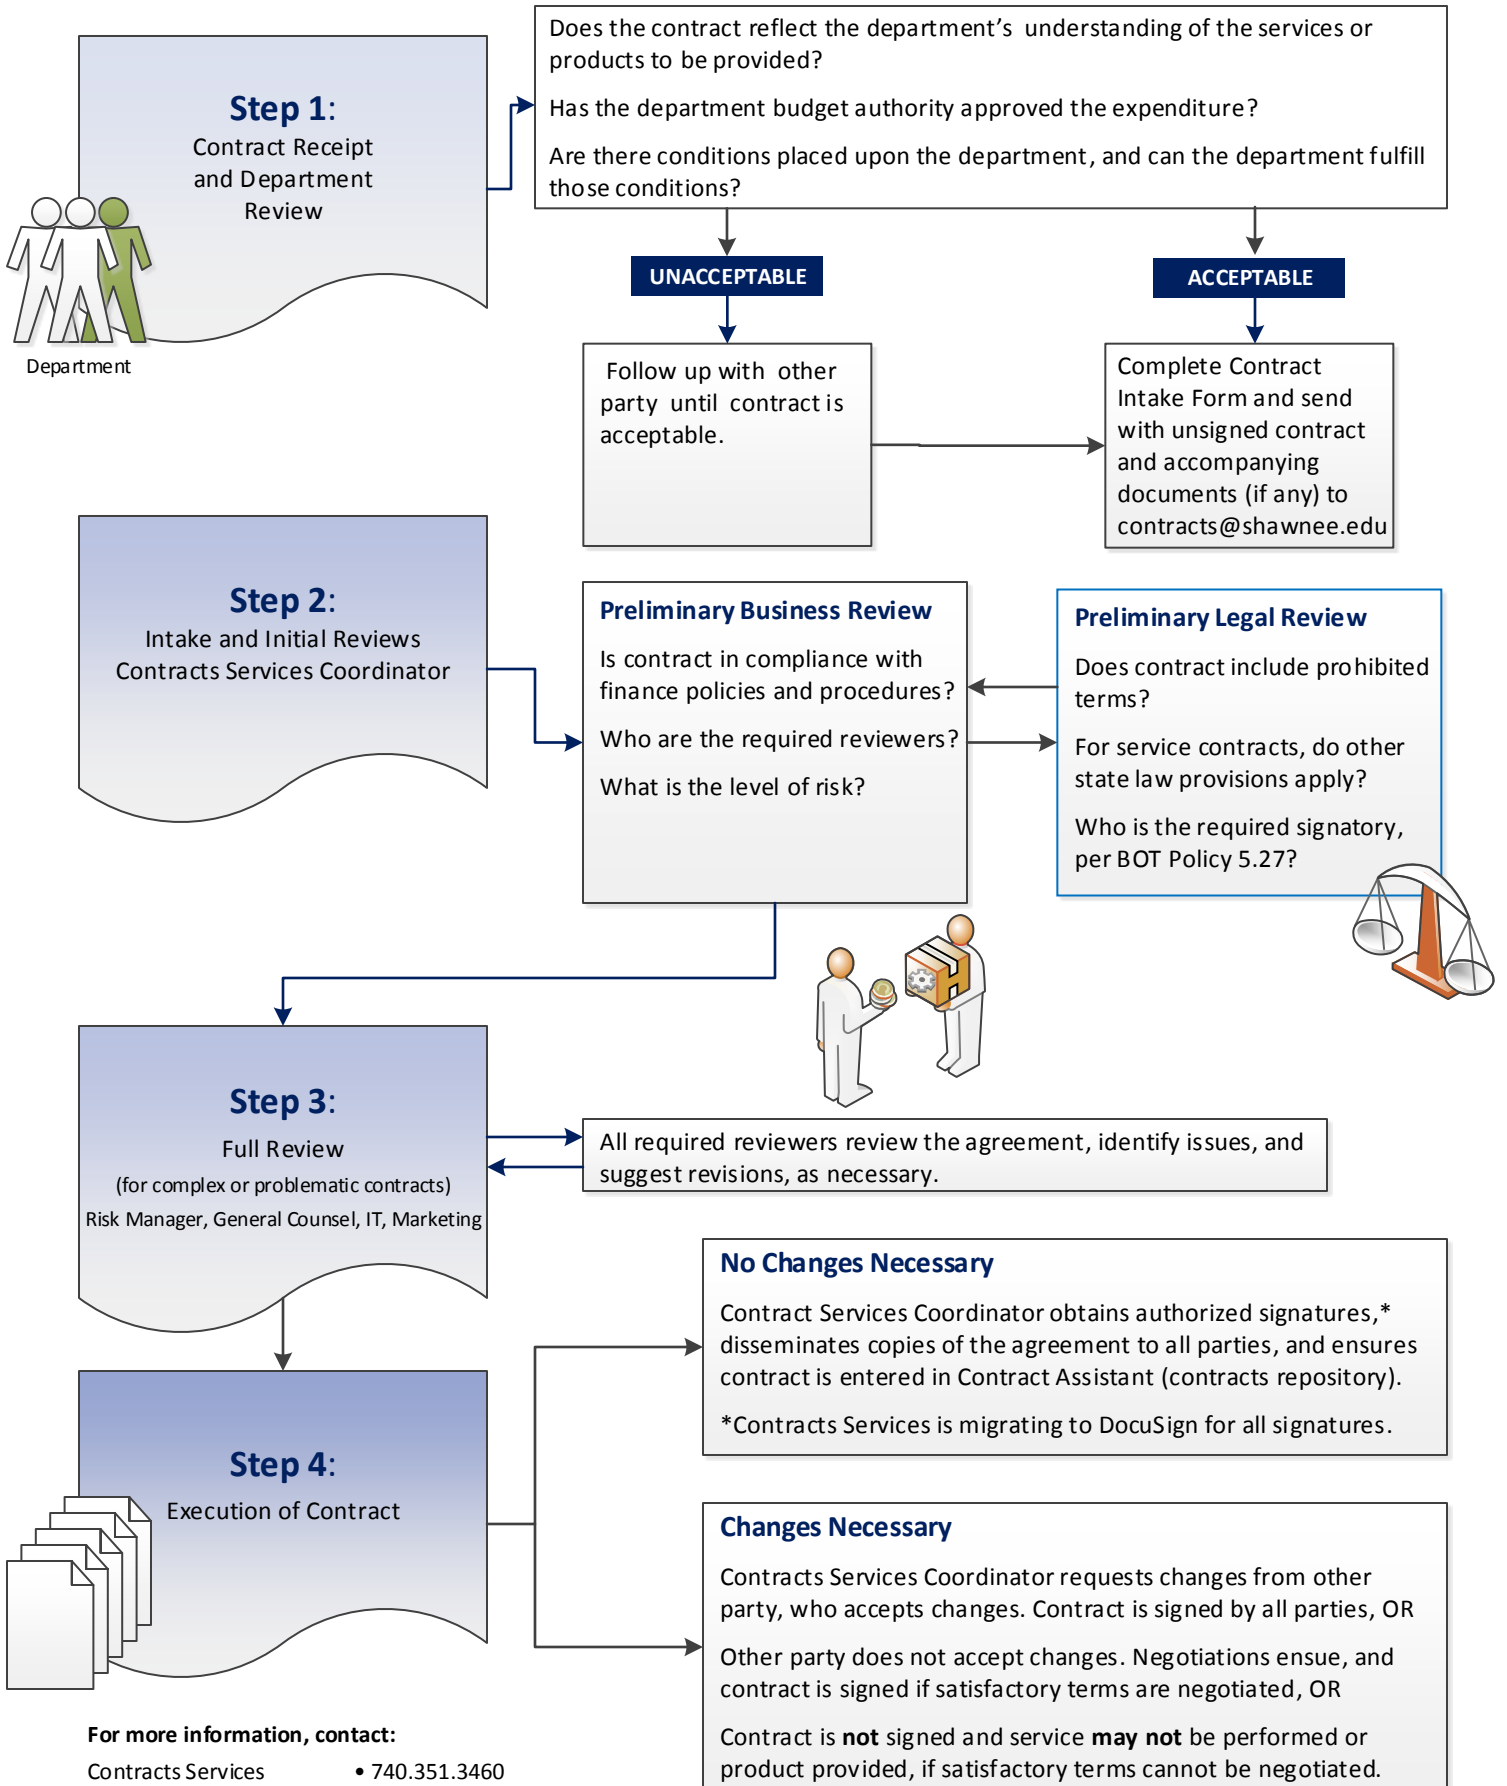 Step 1:
Contract Receipt
and Department
Review
Department
Does the contract reflect the department's understanding of the services or
products to be provided?
Has the department budget authority approved the expenditure?
Are there conditions placed upon the department, and can the department fulfill
those conditions?
UNACCEPTABLE
ACCEPTABLE
Follow up with other
party until contract is
acceptable.
Complete Contract
Intake Form and send
with unsigned contract
and accompanying
documents (if any) to
contracts@shawnee.edu
Step 2:
Intake and Initial Reviews
Contracts Services Coordinator
Preliminary Business Review
Is contract in compliance with
finance policies and procedures?
Who are the required reviewers?
What is the level of risk?
Preliminary Legal Review
Does contract include prohibited
terms?
For service contracts, do other
state law provisions apply?
Who is the required signatory,
per BOT Policy 5.27?
Step 3:
Full Review
(for complex or problematic contracts)
Risk Manager, General Counsel, IT, Marketing
All required reviewers review the agreement, identify issues, and
suggest revisions, as necessary.
Step 4:
Execution of Contract
No Changes Necessary
Contract Services Coordinator obtains authorized signatures,*
disseminates copies of the agreement to all parties, and ensures
contract is entered in Contract Assistant (contracts repository).
*Contracts Services is migrating to DocuSign for all signatures.
Changes Necessary
Contracts Services Coordinator requests changes from other
party, who accepts changes. Contract is signed by all parties, OR
Other party does not accept changes. Negotiations ensue, and
contract is signed if satisfactory terms are negotiated, OR
Contract is not signed and service may not be performed or
product provided, if satisfactory terms cannot be negotiated.
For more information, contact:
Contracts Services • 740.351.3460